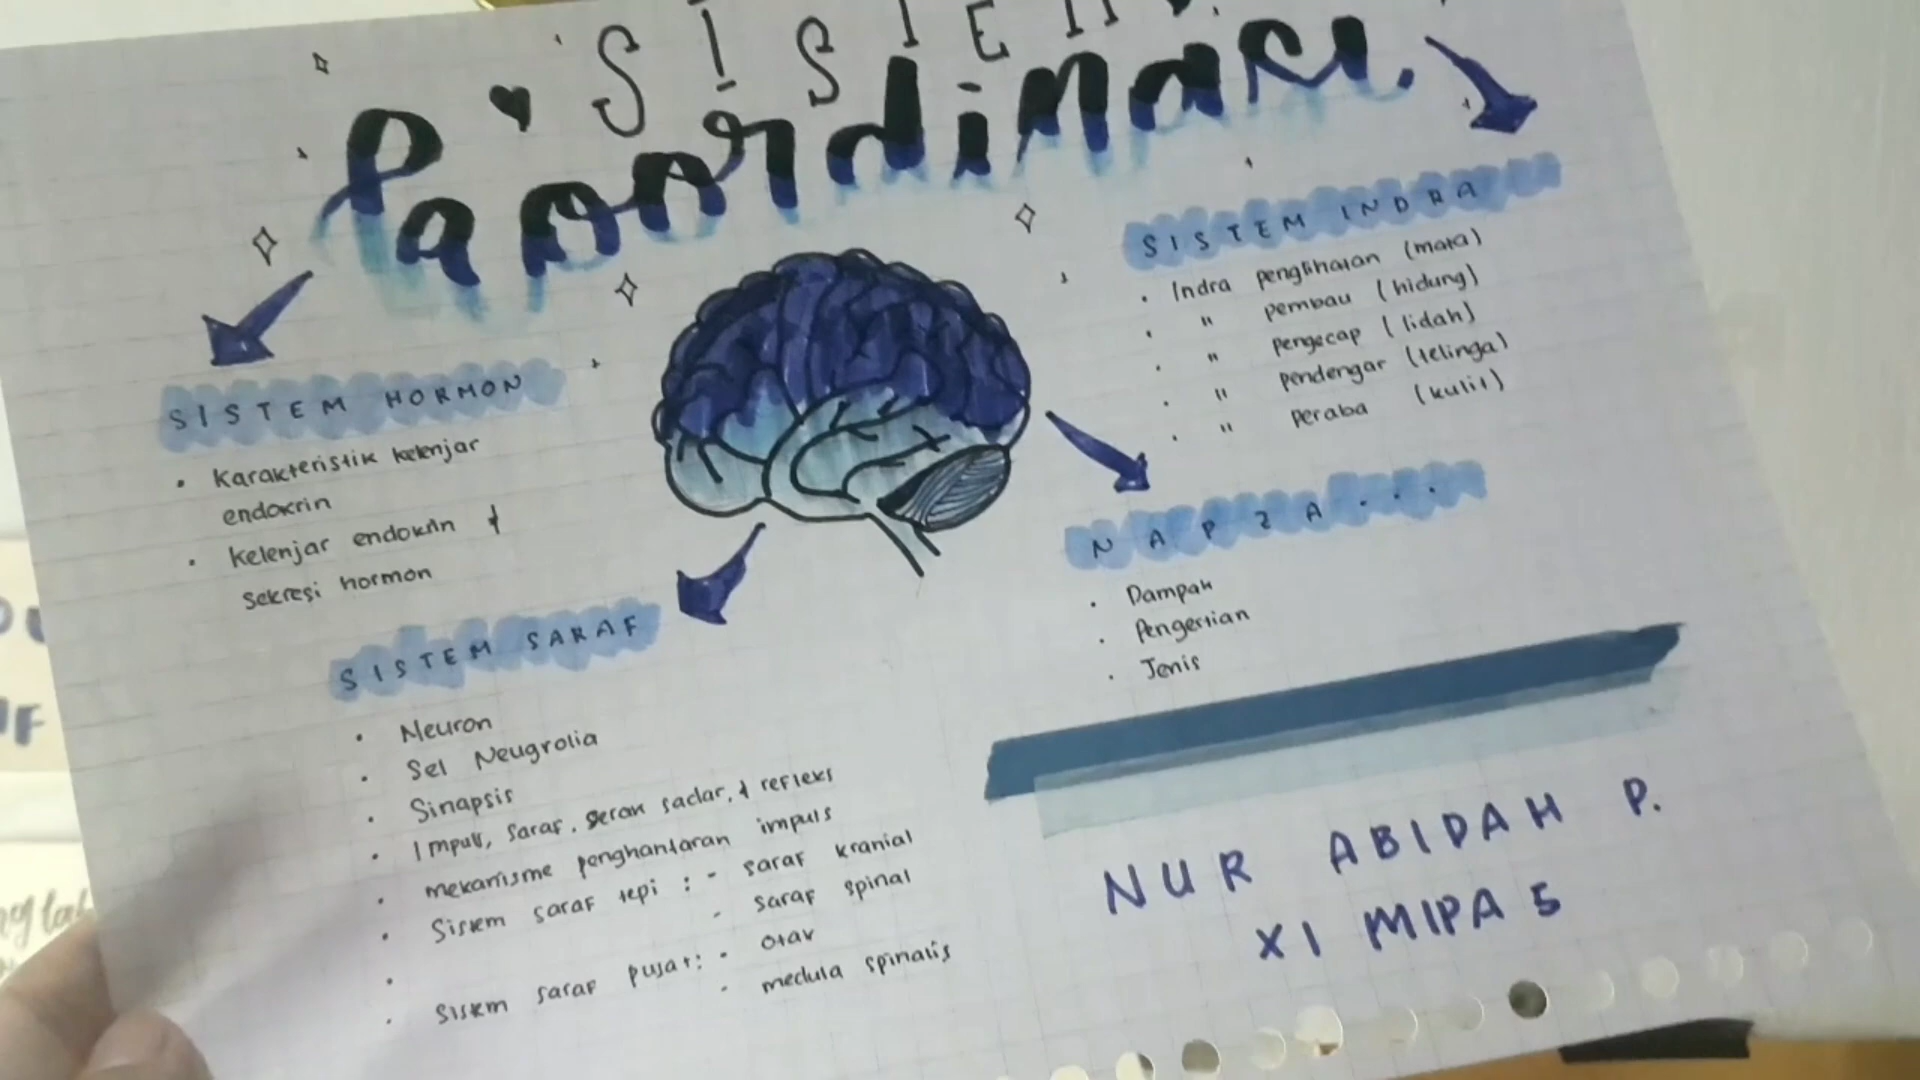 SISTEM
koordinasi
SISTEM HORMON
• Karakteristik kelenjar
endokrin
• kelenjar endokrin &
sekresi hormon
SISTEM SARAF
• Neuron
• Sel Neugrolia
• Sinapsis
• Impuls, saraf, gerak sadar, & refleks
• mekanisme penghantaran impuls
• Sistem saraf tepi : - saraf kranial
- saraf spinal
• Sistem saraf pusat: - otak
- medula spinalis
SISTEM INDRA
• Indra penglihatan (mata)
• " pembau (hidung)
• " pengecap (lidah)
• " pendengar (telinga)
• " peraba (kulit)
NAPZA...
• Dampak
• Pengertian
• Jenis
NUR ABIDAH P.
XI MIPA 5